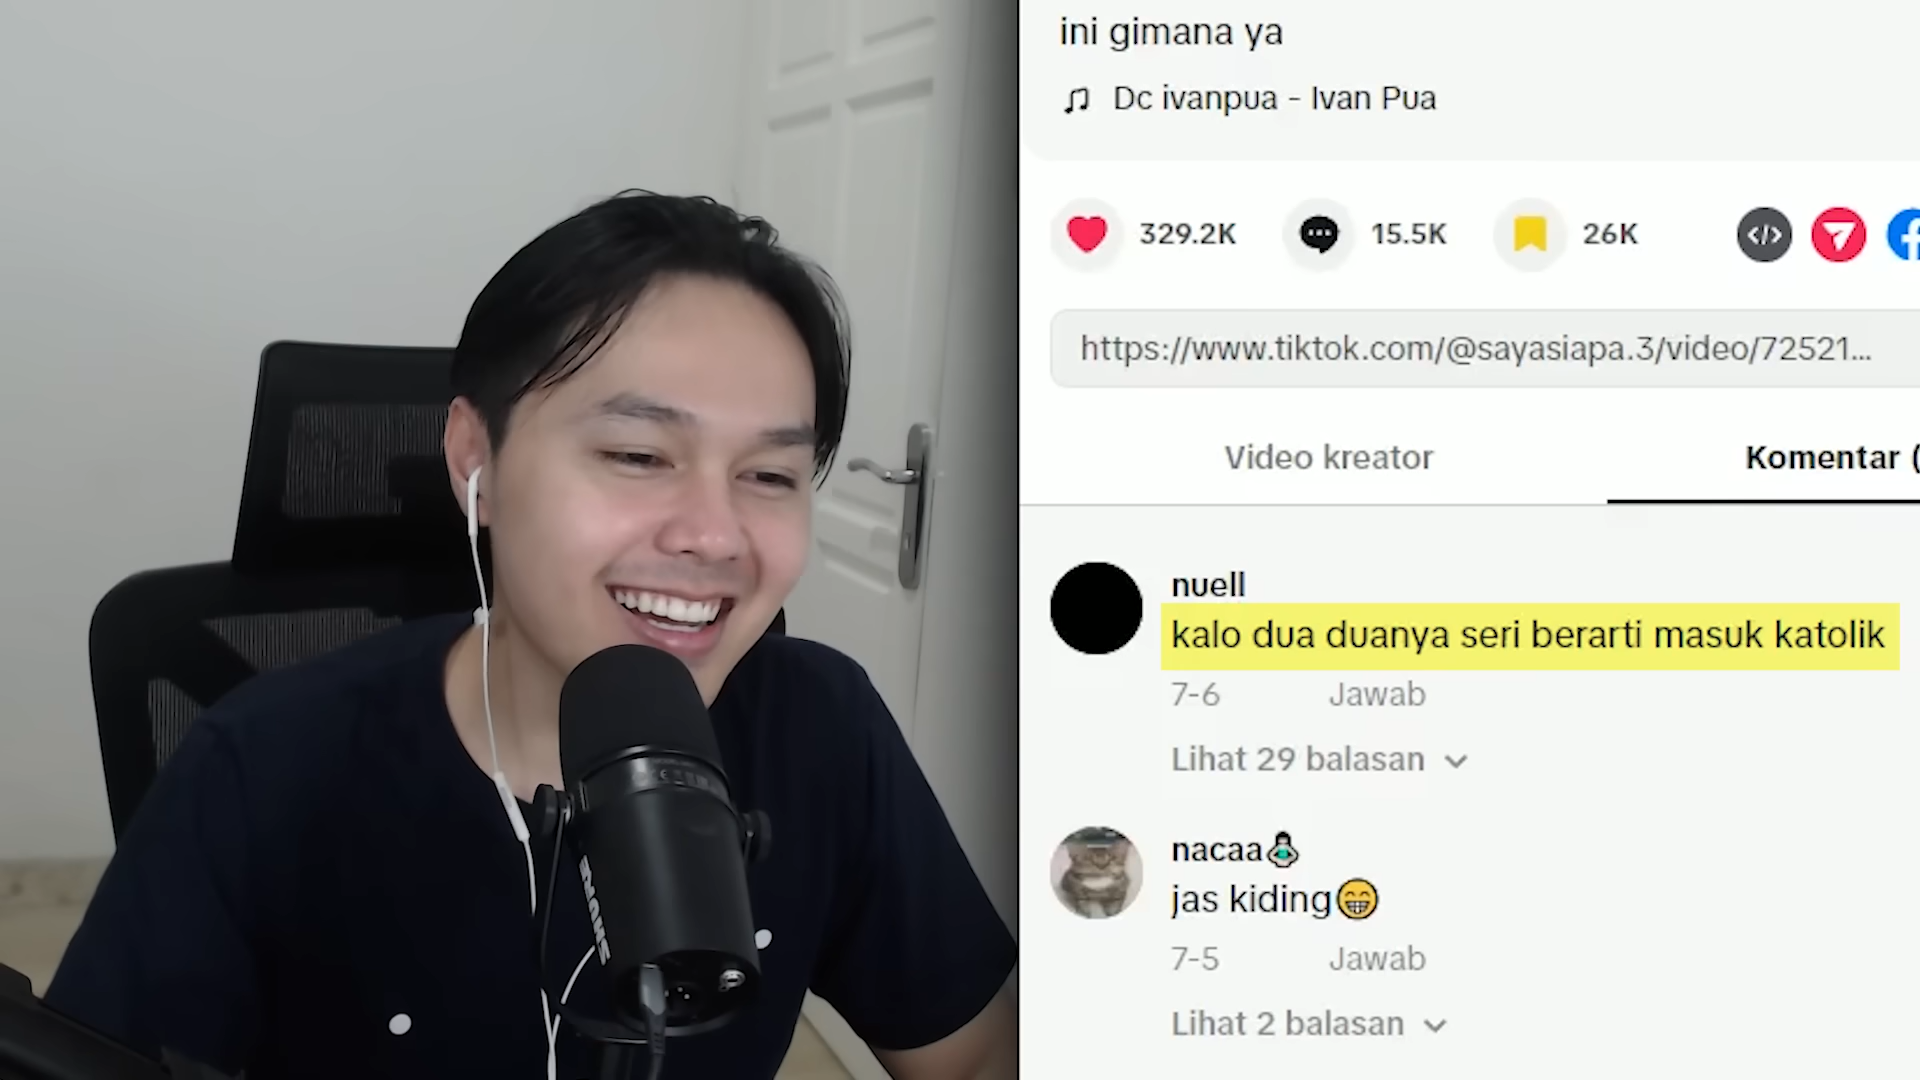 ini gimana ya
Dc ivanpua - Ivan Pua
329.2K
15.5K
26K
https://www.tiktok.com/@sayasiapa.3/video/72521...
Video kreator
Komentar (
nuell
kalo dua duanya seri berarti masuk katolik
7-6 Jawab
Lihat 29 balasan
nacaa
jas kiding😁
7-5 Jawab
Lihat 2 balasan
SHURE